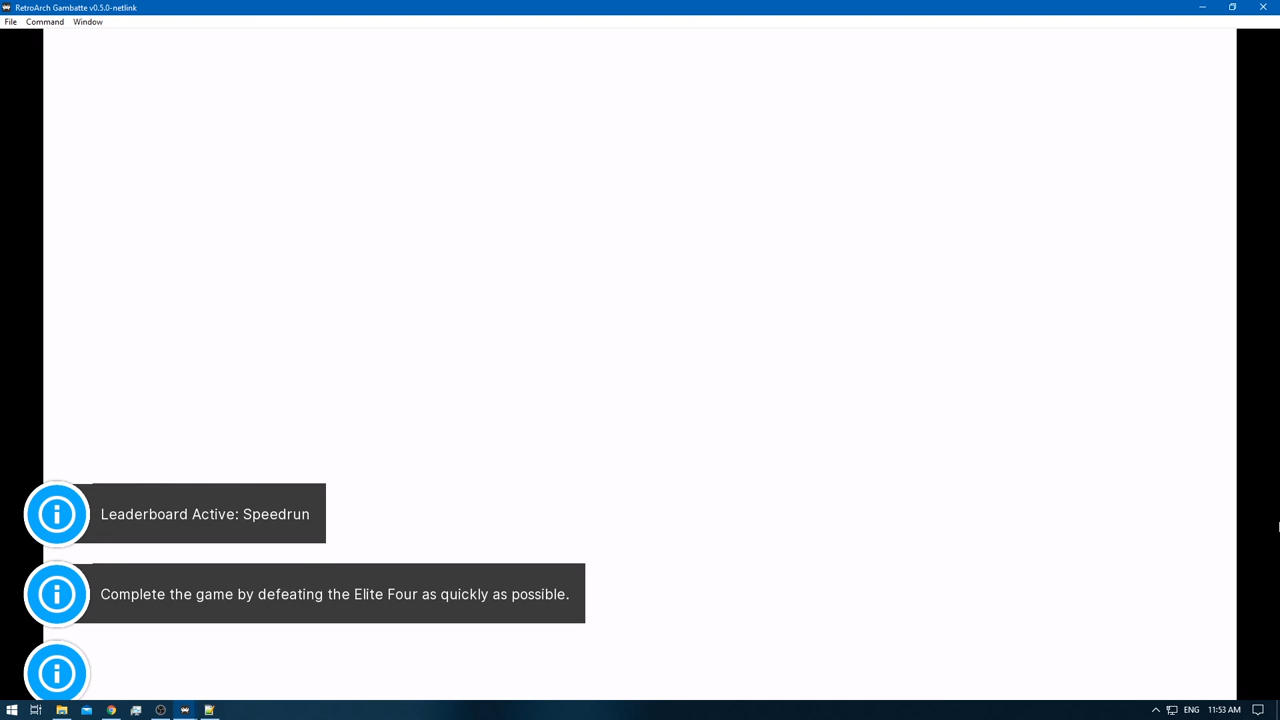 RetroArch Gambatte v0.5.0-netlink
File Command Window
Leaderboard Active: Speedrun
Complete the game by defeating the Elite Four as quickly as possible.
ENG 11:53 AM